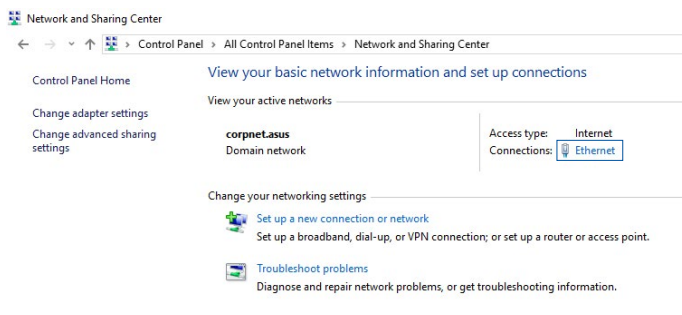 Network and Sharing Center
Control Panel > All Control Panel Items > Network and Sharing Center
Control Panel Home
Change adapter settings
Change advanced sharing
settings
View your basic network information and set up connections
View your active networks
corpnet.asus
Domain network
Access type: Internet
Connections: Ethernet
Change your networking settings
Set up a new connection or network
Set up a broadband, dial-up, or VPN connection; or set up a router or access point.
Troubleshoot problems
Diagnose and repair network problems, or get troubleshooting information.